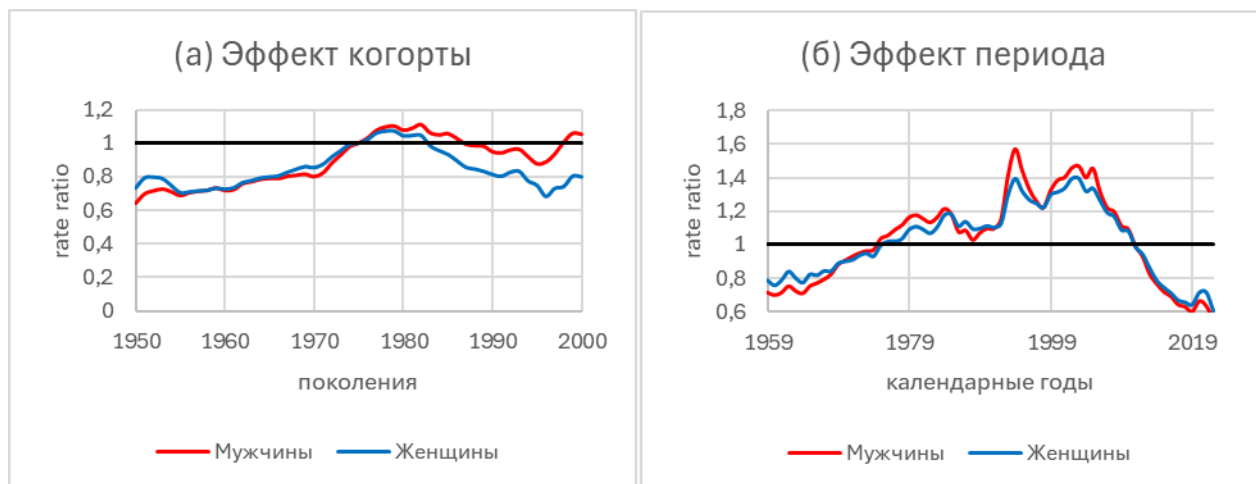 (а) Эффект когорты
1,2
1
0,8
0,6
0,4
0,2
0
rate ratio
1950 1960 1970 1980 1990 2000
поколения
Мужчины Женщины
(б) Эффект периода
1,8
1,6
1,4
1,2
1
0,8
0,6
rate ratio
1959 1979 1999 2019
календарные годы
Мужчины Женщины